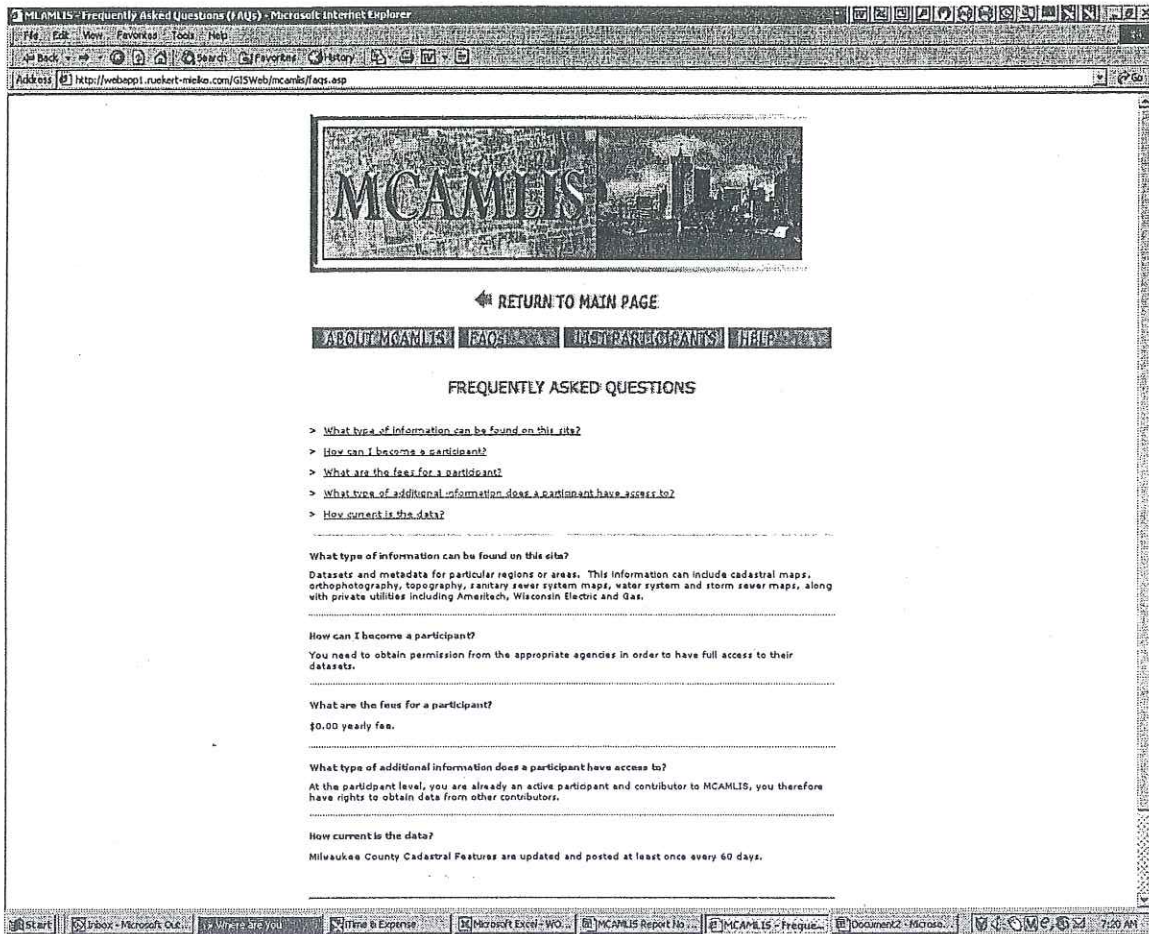 MCAMLIS - Frequently Asked Questions (FAQs) - Microsoft Internet Explorer
File Edit View Favorites Tools Help
Back Search Favorites History
Address http://webapp1.ruekert-mielke.com/GISWeb/mcamlis/faqs.asp Go
MCAMLIS
RETURN TO MAIN PAGE
ABOUT MCAMLIS FAQs LIST PARTICIPANTS HELP
FREQUENTLY ASKED QUESTIONS
> What type of information can be found on this site?
> How can I become a participant?
> What are the fees for a participant?
> What type of additional information does a participant have access to?
> How current is the data?
What type of information can be found on this site?
Datasets and metadata for particular regions or areas. This information can include cadastral maps,
orthophotography, topography, sanitary sewer system maps, water system and storm sewer maps, along
with private utilities including Ameritech, Wisconsin Electric and Gas.
How can I become a participant?
You need to obtain permission from the appropriate agencies in order to have full access to their
datasets.
What are the fees for a participant?
$0.00 yearly fee.
What type of additional information does a participant have access to?
At the participant level, you are already an active participant and contributor to MCAMLIS, you therefore
have rights to obtain data from other contributors.
How current is the data?
Milwaukee County Cadastral Features are updated and posted at least once every 60 days.
Start Inbox - Microsoft Out... Where are you Time & Expense Microsoft Excel - WO... MCAMLIS Report No ... MCAMLIS - Freque... Document2 - Microso... 7:20 AM